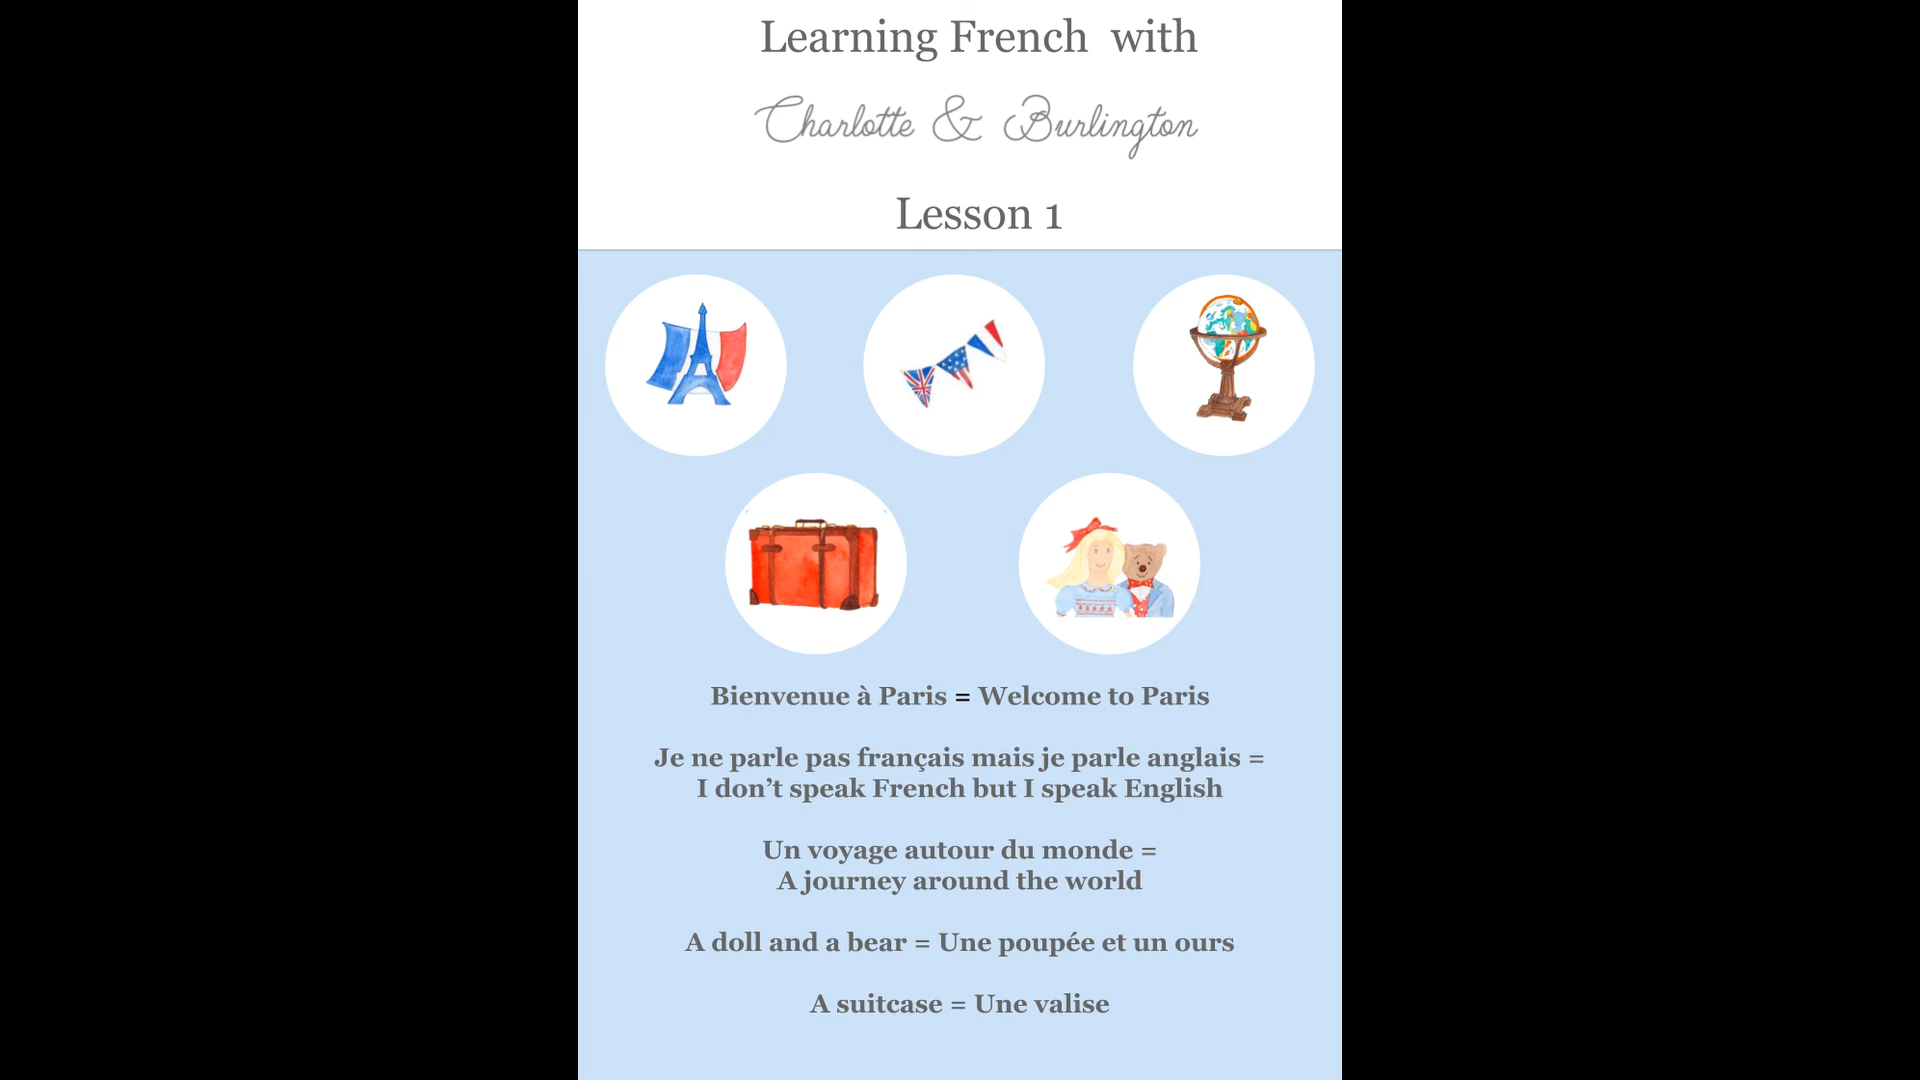 Learning French with
Charlotte & Burlington
Lesson 1
Bienvenue à Paris = Welcome to Paris
Je ne parle pas français mais je parle anglais =
I don’t speak French but I speak English
Un voyage autour du monde =
A journey around the world
A doll and a bear = Une poupée et un ours
A suitcase = Une valise